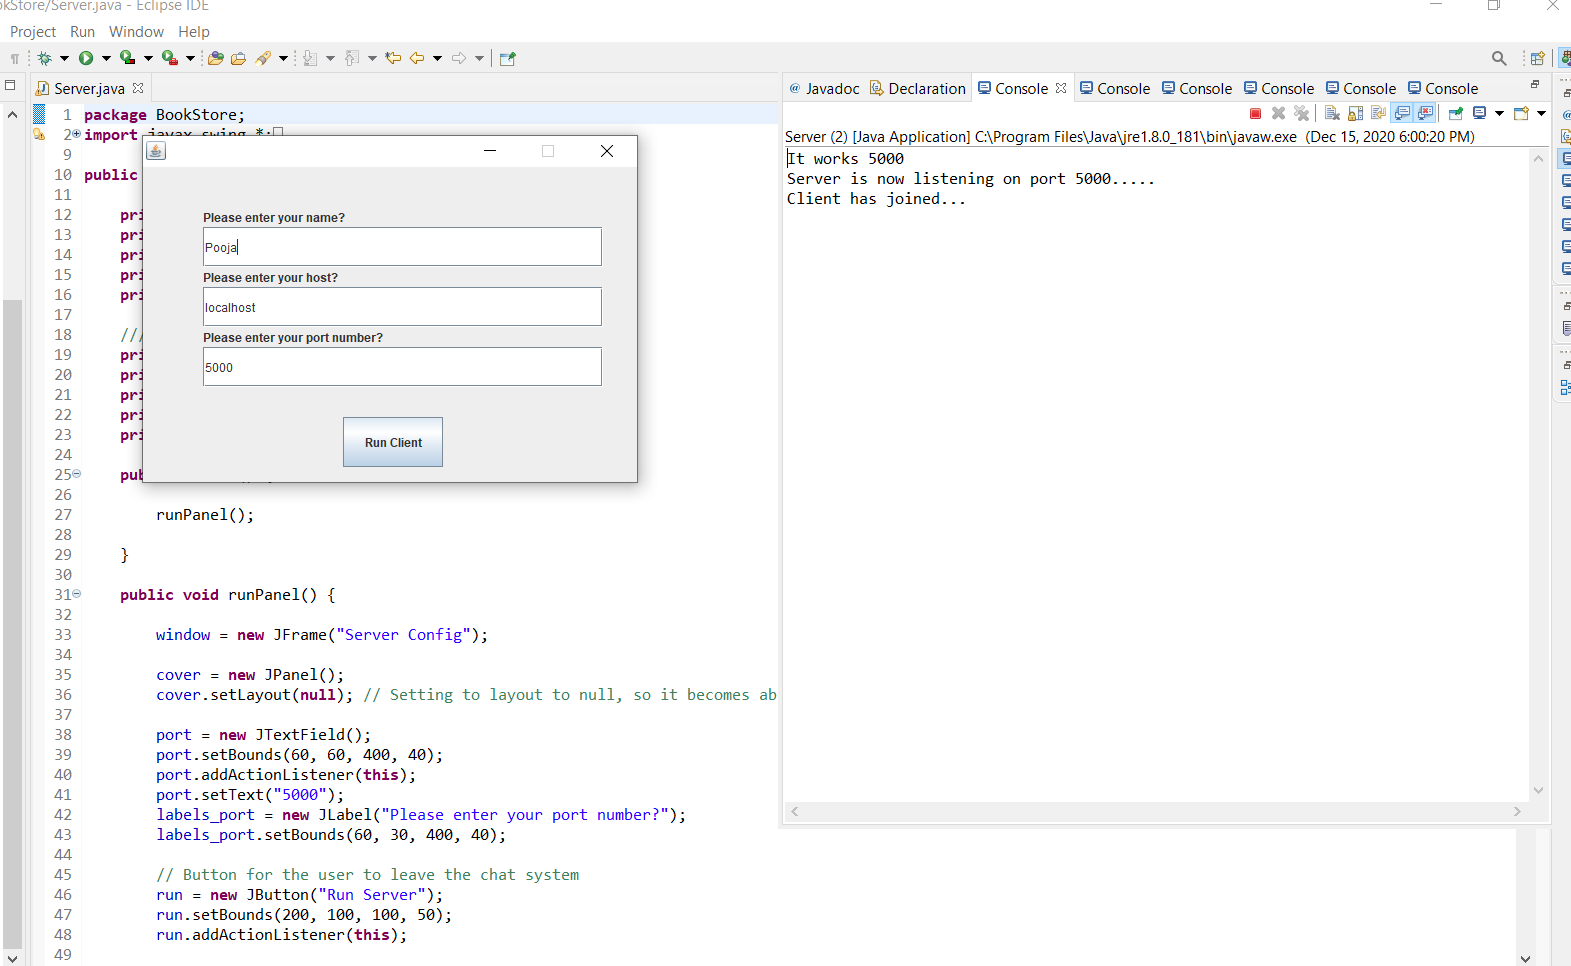 kStore/Server.java - Eclipse IDE
Project Run Window Help
Server.java
1 package BookStore;
2 import javax.swing.*;
9
10 public
11
12 pri
13 pri
14 pri
15 pri
16 pri
17
18 ///
19 pri
20 pri
21 pri
22 pri
23 pri
24
25 pub
26
27 runPanel();
28
29 }
30
31 public void runPanel() {
32
33 window = new JFrame("Server Config");
34
35 cover = new JPanel();
36 cover.setLayout(null); // Setting to layout to null, so it becomes ab
37
38 port = new JTextField();
39 port.setBounds(60, 60, 400, 40);
40 port.addActionListener(this);
41 port.setText("5000");
42 labels_port = new JLabel("Please enter your port number?");
43 labels_port.setBounds(60, 30, 400, 40);
44
45 // Button for the user to leave the chat system
46 run = new JButton("Run Server");
47 run.setBounds(200, 100, 100, 50);
48 run.addActionListener(this);
49
Please enter your name?
Pooja
Please enter your host?
localhost
Please enter your port number?
5000
Run Client
@ Javadoc Declaration Console Console Console Console Console Console
Server (2) [Java Application] C:\Program Files\Java\jre1.8.0_181\bin\javaw.exe (Dec 15, 2020 6:00:20 PM)
It works 5000
Server is now listening on port 5000.....
Client has joined...